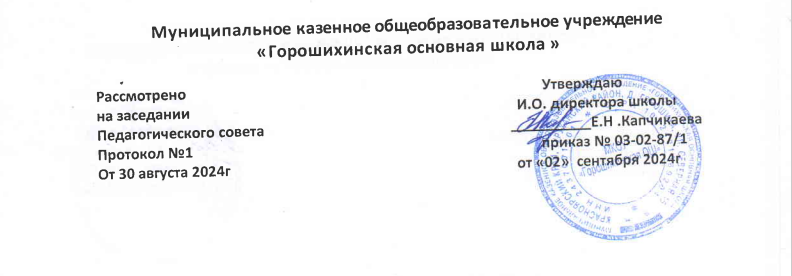 Муниципальное казенное общеобразовательное учреждение
«Горошихинская основная школа »
Рассмотрено
на заседании
Педагогического совета
Протокол №1
От 30 августа 2024г
Утверждаю
И.О. директора школы
Е.Н .Капчикаева
приказ № 03-02-87/1
от «02» сентября 2024г